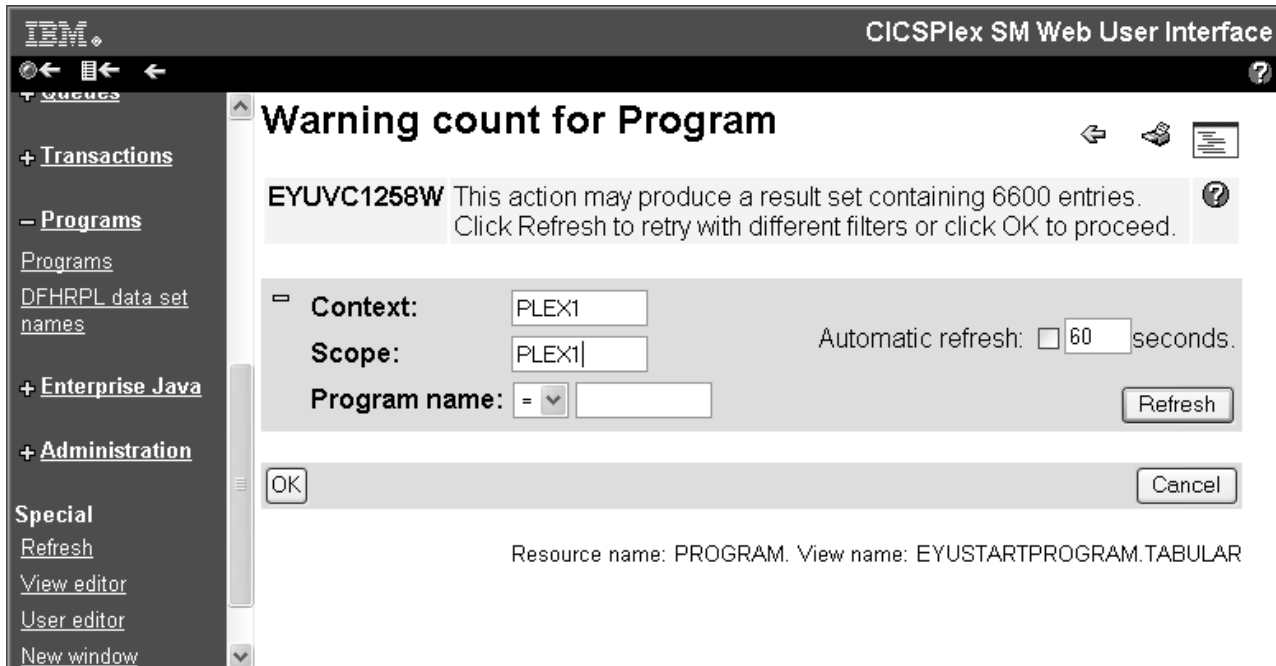 IBM
CICSPlex SM Web User Interface
?
+ Queues
+ Transactions
– Programs
Programs
DFHRPL data set
names
+ Enterprise Java
+ Administration
Special
Refresh
View editor
User editor
New window
Warning count for Program
EYUVC1258W This action may produce a result set containing 6600 entries. ?
Click Refresh to retry with different filters or click OK to proceed.
Context: PLEX1
Automatic refresh: 60 seconds.
Scope: PLEX1
Program name: =
Refresh
OK
Cancel
Resource name: PROGRAM. View name: EYUSTARTPROGRAM.TABULAR